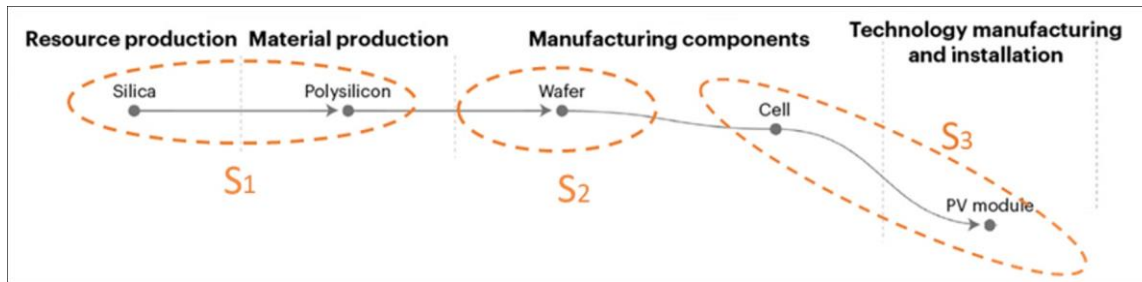 Resource production
Material production
Manufacturing components
Technology manufacturing
and installation
Silica
Polysilicon
Wafer
Cell
PV module
S1
S2
S3